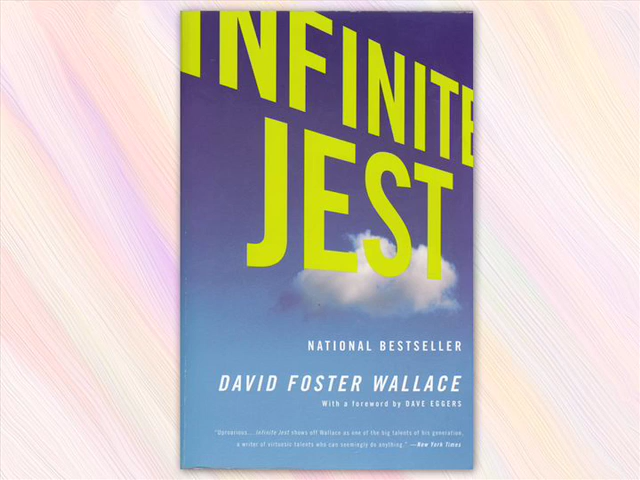 INFINITE
JEST
NATIONAL BESTSELLER
DAVID FOSTER WALLACE
With a foreword by DAVE EGGERS
"Uproarious... Infinite Jest shows off Wallace as one of the big talents of his generation,
a writer of virtuosic talents who can seemingly do anything." —New York Times